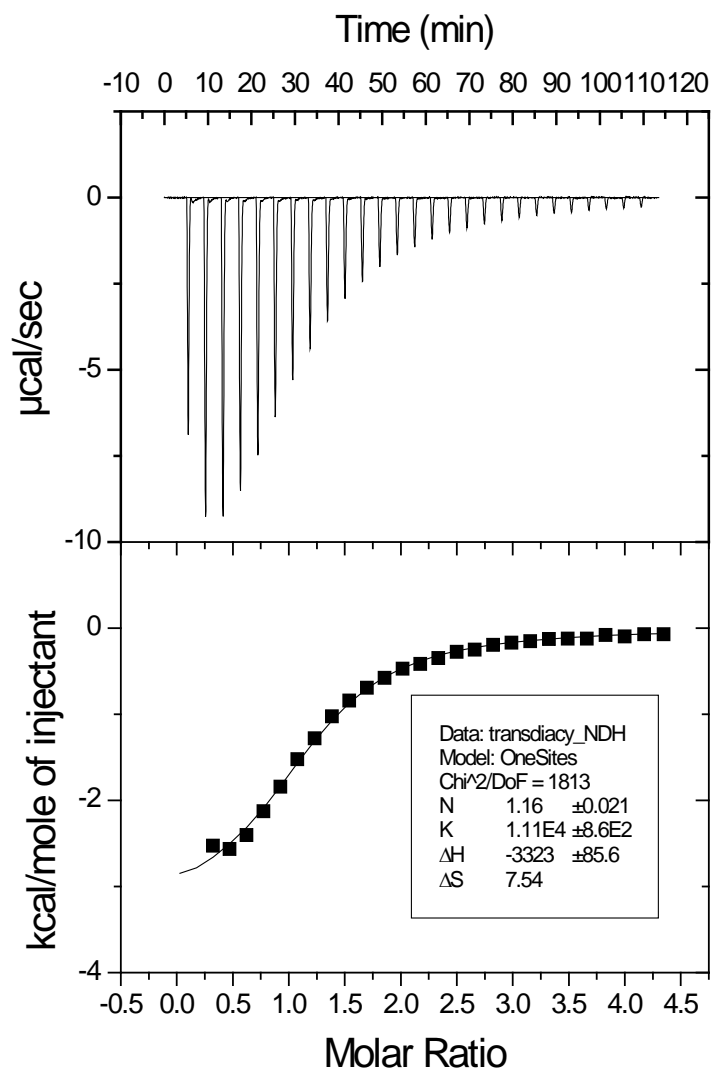 Time (min)
-10 0 10 20 30 40 50 60 70 80 90 100 110 120
0
-5
-10
µcal/sec
0
-2
-4
kcal/mole of injectant
Data: transdiacy_NDH
Model: OneSites
Chi^2/DoF = 1813
N 1.16 ±0.021
K 1.11E4 ±8.6E2
ΔH -3323 ±85.6
ΔS 7.54
-0.5 0.0 0.5 1.0 1.5 2.0 2.5 3.0 3.5 4.0 4.5
Molar Ratio